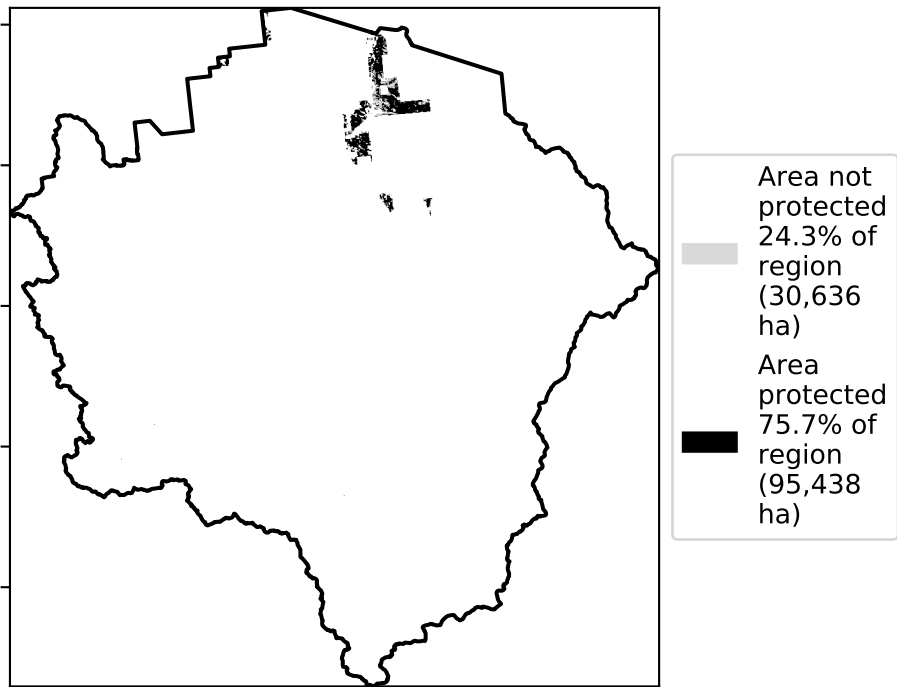 Area not
protected
24.3% of
region
(30,636
ha)
Area
protected
75.7% of
region
(95,438
ha)